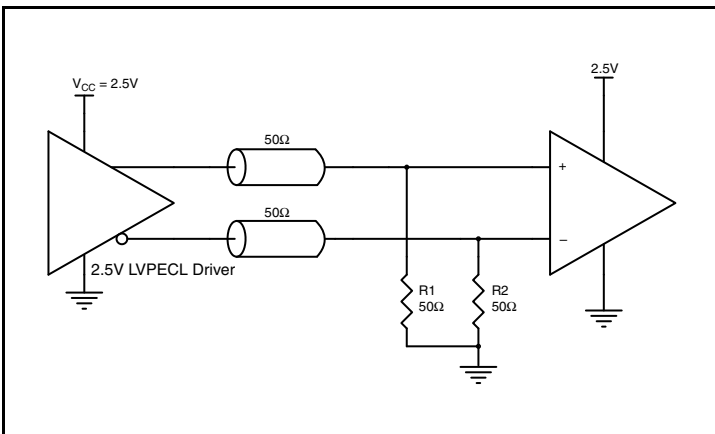 V_CC = 2.5V
2.5V
50Ω
+
50Ω
–
2.5V LVPECL Driver
R1
50Ω
R2
50Ω